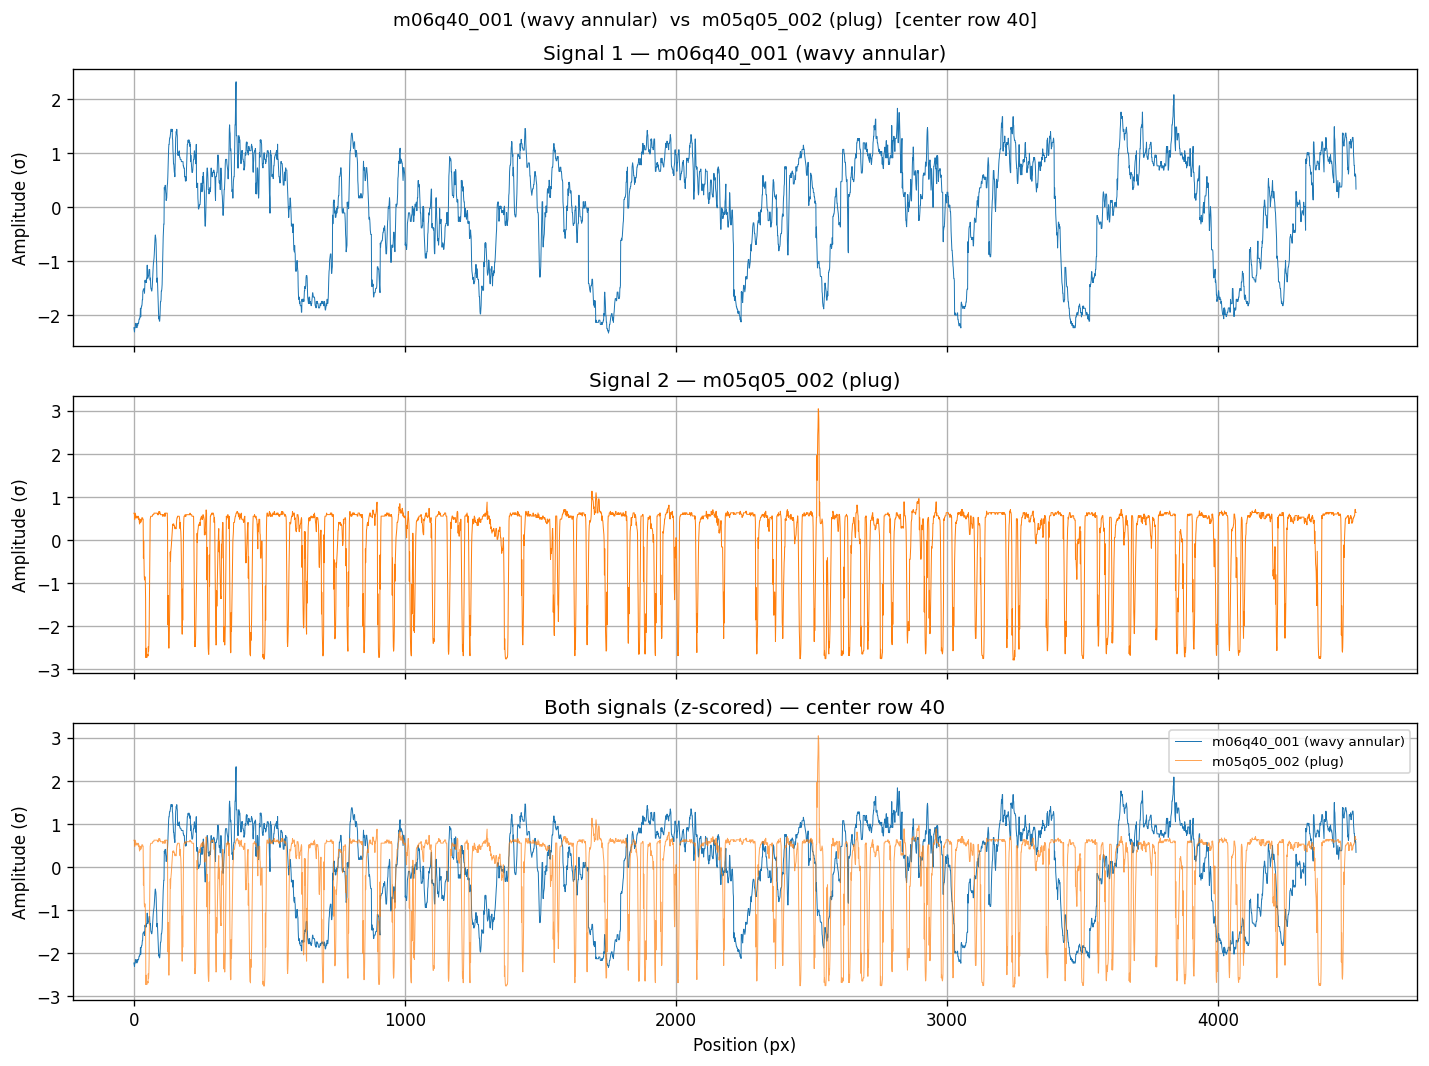 m06q40_001 (wavy annular)  vs  m05q05_002 (plug)  [center row 40]
Signal 1 — m06q40_001 (wavy annular)
2
1
0
−1
−2
Amplitude (σ)
Signal 2 — m05q05_002 (plug)
3
2
1
0
−1
−2
−3
Amplitude (σ)
Both signals (z-scored) — center row 40
m06q40_001 (wavy annular)
m05q05_002 (plug)
3
2
1
0
−1
−2
−3
Amplitude (σ)
0 1000 2000 3000 4000
Position (px)